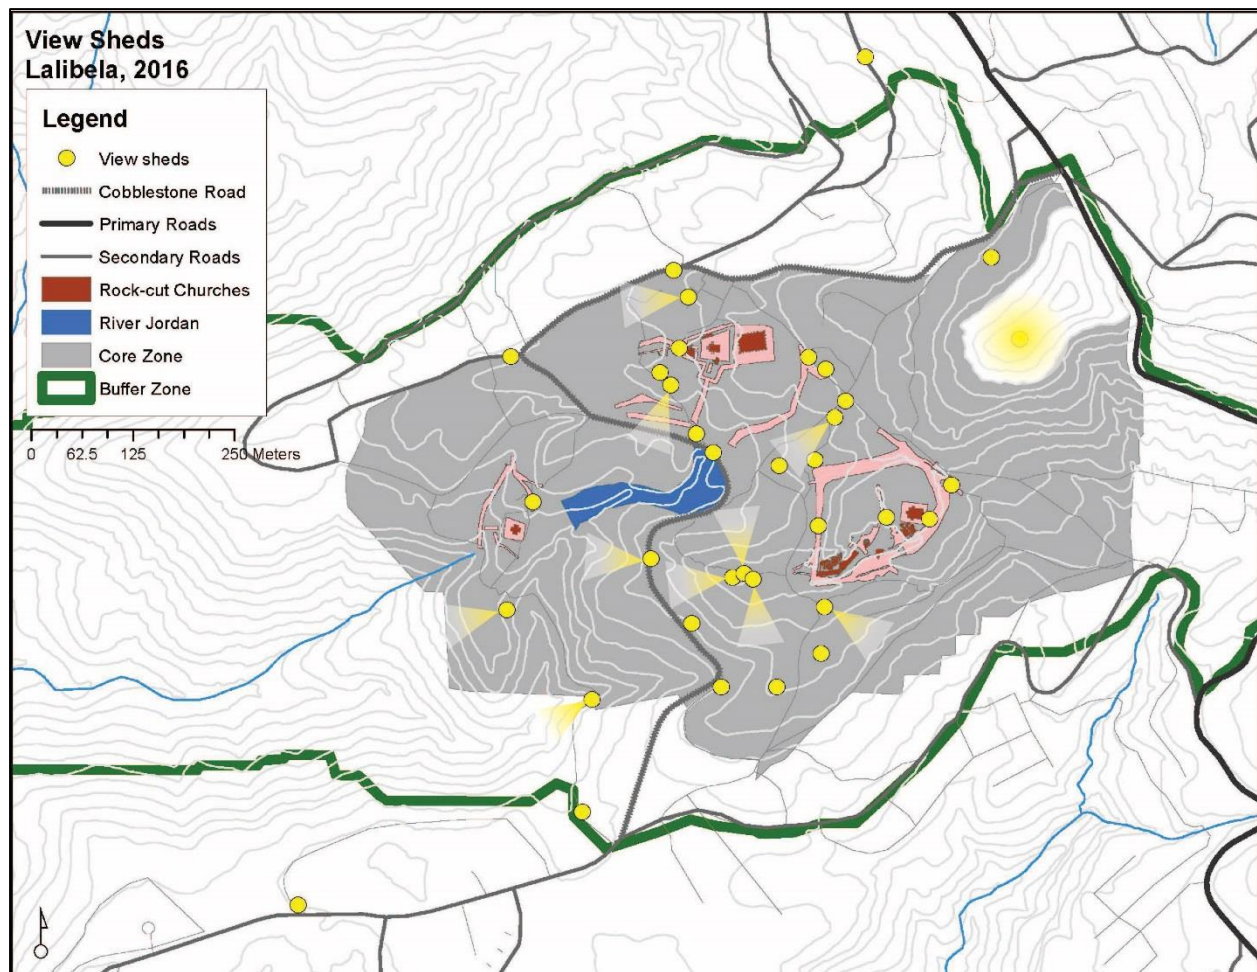 View Sheds
Lalibela, 2016
Legend
View sheds
Cobblestone Road
Primary Roads
Secondary Roads
Rock-cut Churches
River Jordan
Core Zone
Buffer Zone
0 62.5 125 250 Meters